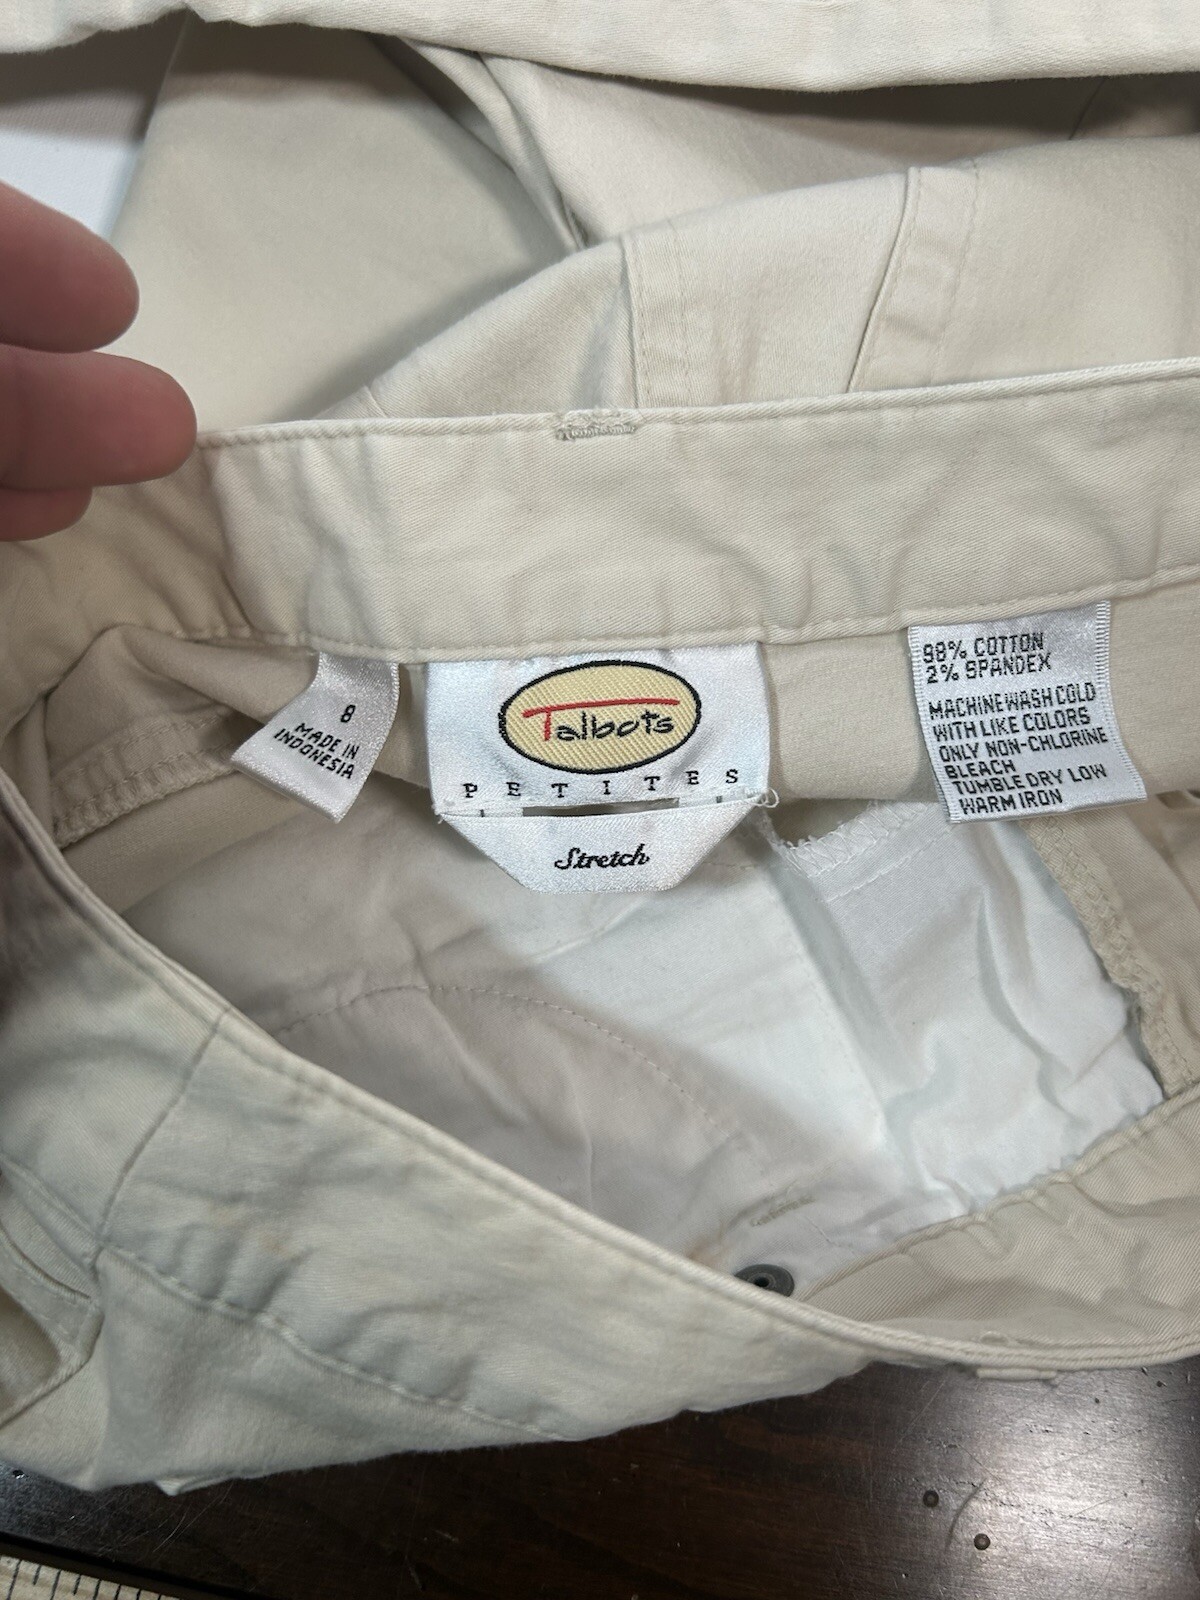 8
MADE IN
INDONESIA
Talbots
PETITES
Stretch
98% COTTON
2% SPANDEX
MACHINE WASH COLD
WITH LIKE COLORS
ONLY NON-CHLORINE
BLEACH
TUMBLE DRY LOW
WARM IRON